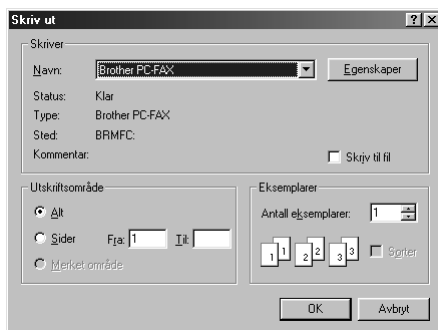 Skriv ut
Skriver
Navn: Brother PC-FAX Egenskaper
Status: Klar
Type: Brother PC-FAX
Sted: BRMFC:
Kommentar: Skriv til fil
Utskriftsområde
Alt
Sider Fra: 1 Til:
Merket område
Eksemplarer
Antall eksemplarer: 1
1 1 2 2 3 3 Sorter
OK Avbryt